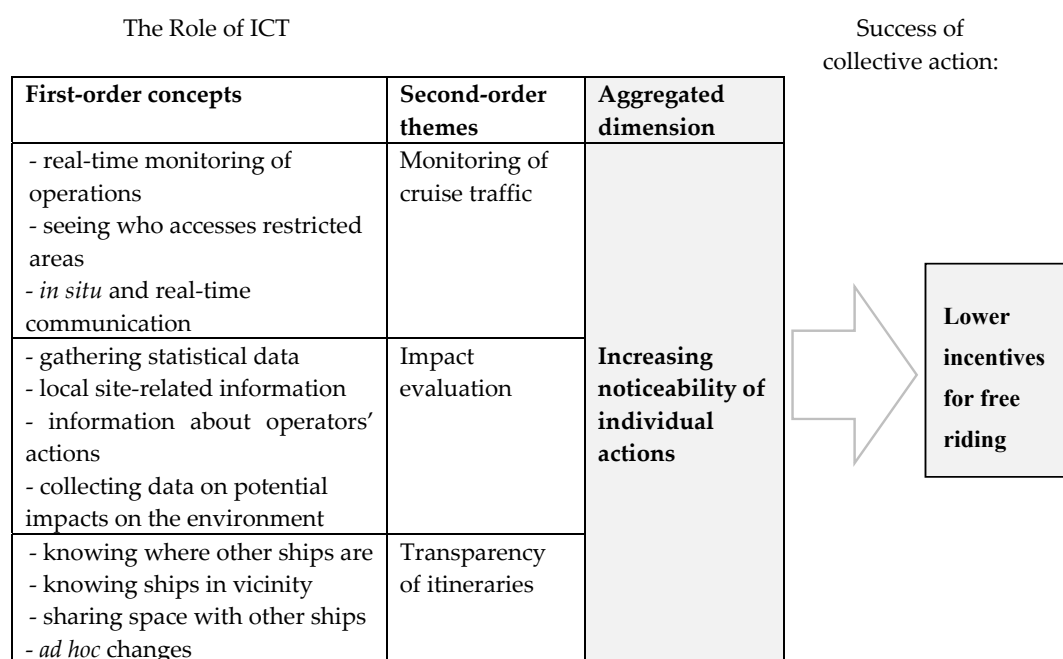 The Role of ICT
Success of
collective action:
First-order concepts
Second-order
themes
Aggregated
dimension
- real-time monitoring of
operations
- seeing who accesses restricted
areas
- in situ and real-time
communication
Monitoring of
cruise traffic
- gathering statistical data
- local site-related information
- information about operators’
actions
- collecting data on potential
impacts on the environment
Impact
evaluation
- knowing where other ships are
- knowing ships in vicinity
- sharing space with other ships
- ad hoc changes
Transparency
of itineraries
Increasing
noticeability of
individual
actions
Lower
incentives
for free
riding